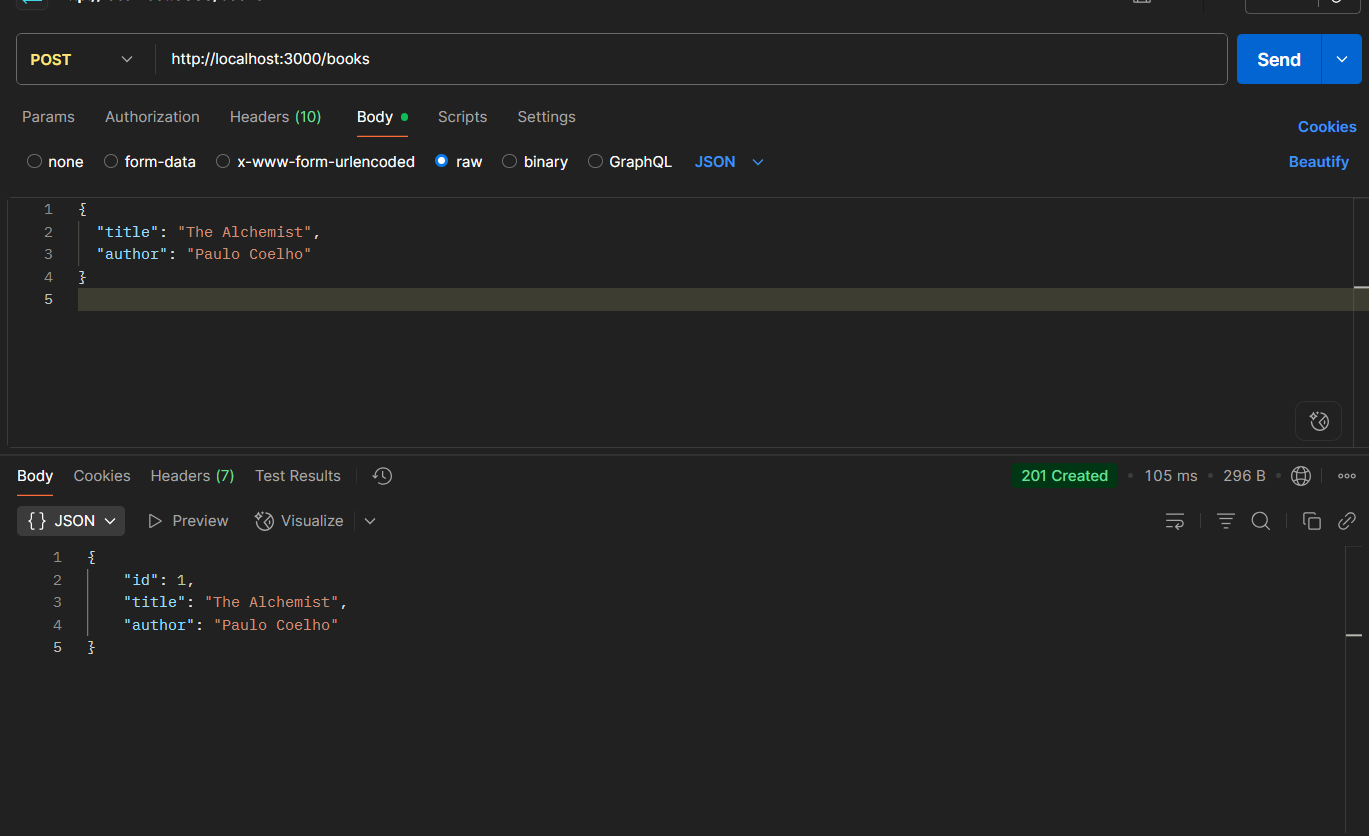 POST http://localhost:3000/books Send
Params Authorization Headers (10) Body Scripts Settings Cookies
none form-data x-www-form-urlencoded raw binary GraphQL JSON Beautify
1 {
2 "title": "The Alchemist",
3 "author": "Paulo Coelho"
4 }
5
Body Cookies Headers (7) Test Results 201 Created • 105 ms • 296 B •
{ } JSON Preview Visualize
1 {
2 "id": 1,
3 "title": "The Alchemist",
4 "author": "Paulo Coelho"
5 }